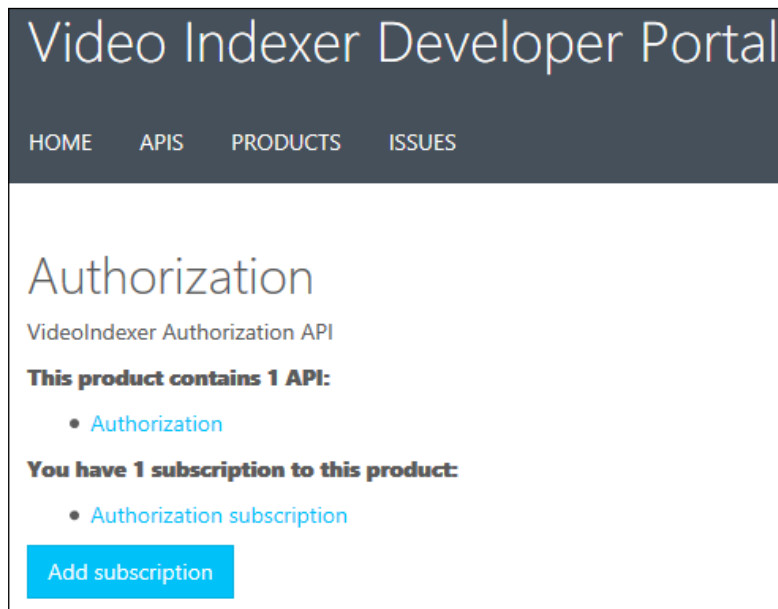 Video Indexer Developer Portal
HOME APIS PRODUCTS ISSUES
Authorization
VideoIndexer Authorization API
This product contains 1 API:
Authorization
You have 1 subscription to this product:
Authorization subscription
Add subscription